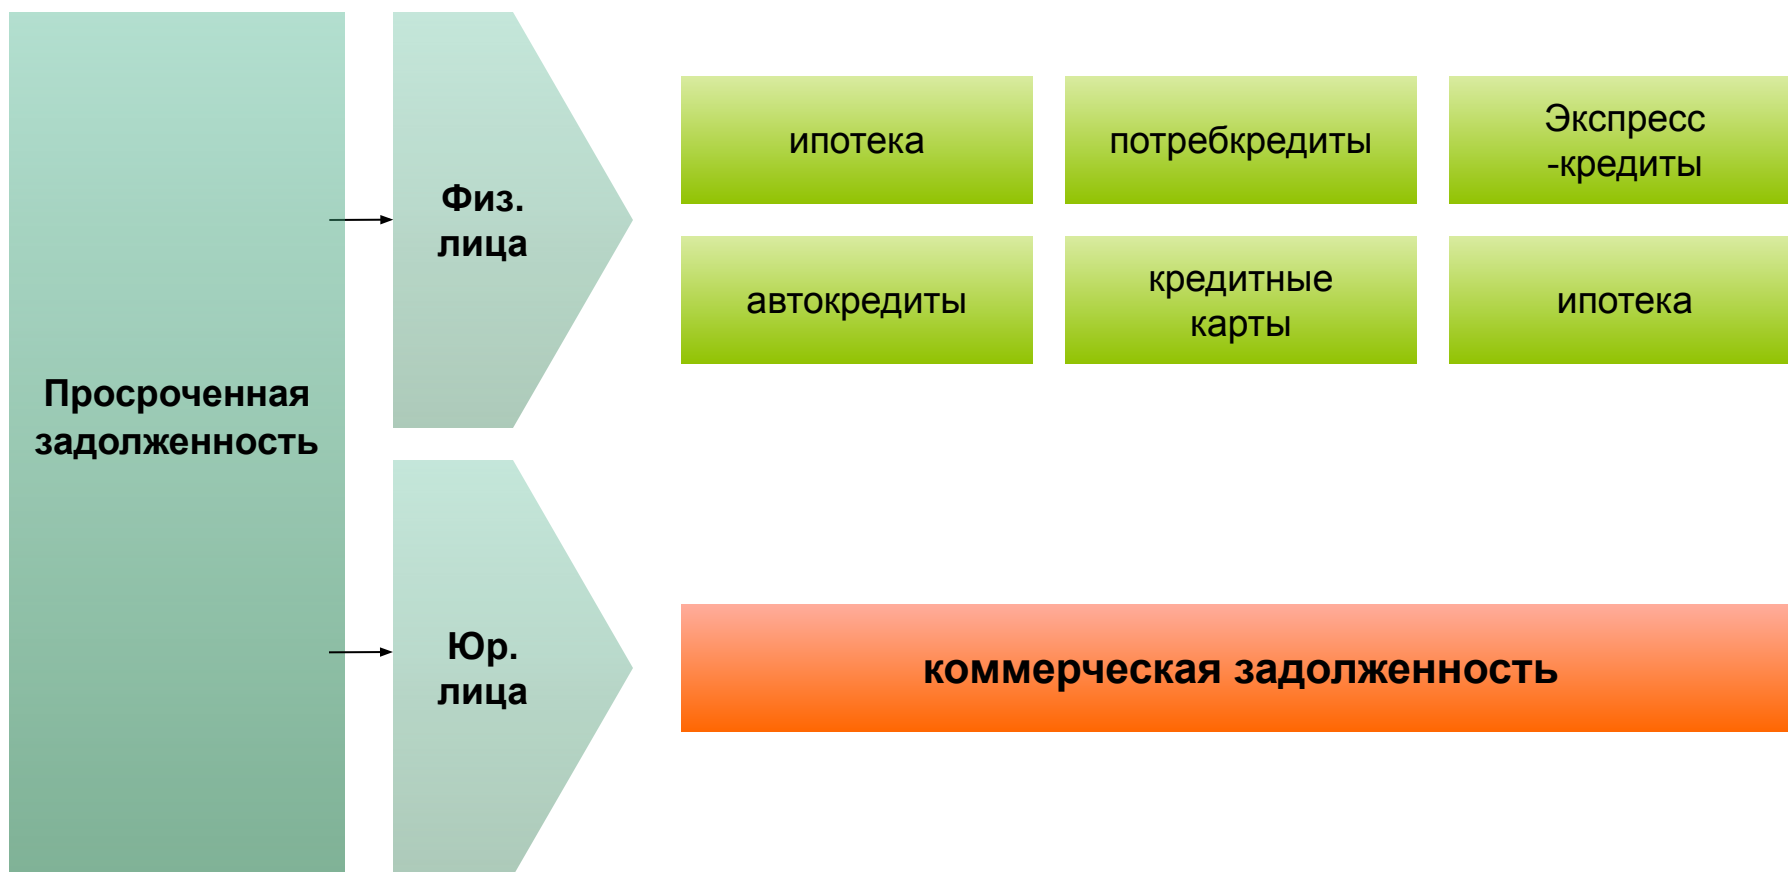 Просроченная
задолженность
Физ.
лица
ипотека
потребкредиты
Экспресс
-кредиты
автокредиты
кредитные
карты
ипотека
Юр.
лица
коммерческая задолженность